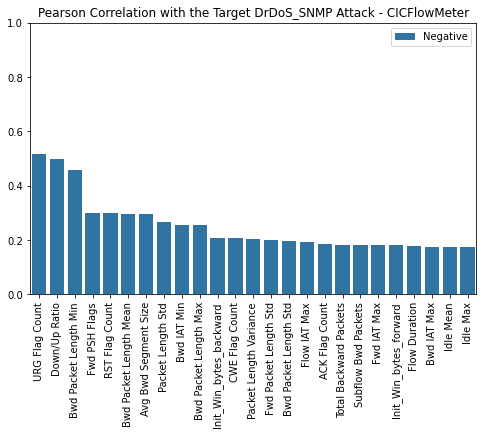 Pearson Correlation with the Target DrDoS_SNMP Attack - CICFlowMeter
Negative
1.0
0.8
0.6
0.4
0.2
0.0
URG Flag Count
Down/Up Ratio
Bwd Packet Length Min
Fwd PSH Flags
RST Flag Count
Bwd Packet Length Mean
Avg Bwd Segment Size
Packet Length Std
Bwd IAT Min
Bwd Packet Length Max
Init_Win_bytes_backward
CWE Flag Count
Packet Length Variance
Fwd Packet Length Std
Bwd Packet Length Std
Flow IAT Max
ACK Flag Count
Total Backward Packets
Subflow Bwd Packets
Fwd IAT Max
Init_Win_bytes_forward
Flow Duration
Bwd IAT Max
Idle Mean
Idle Max